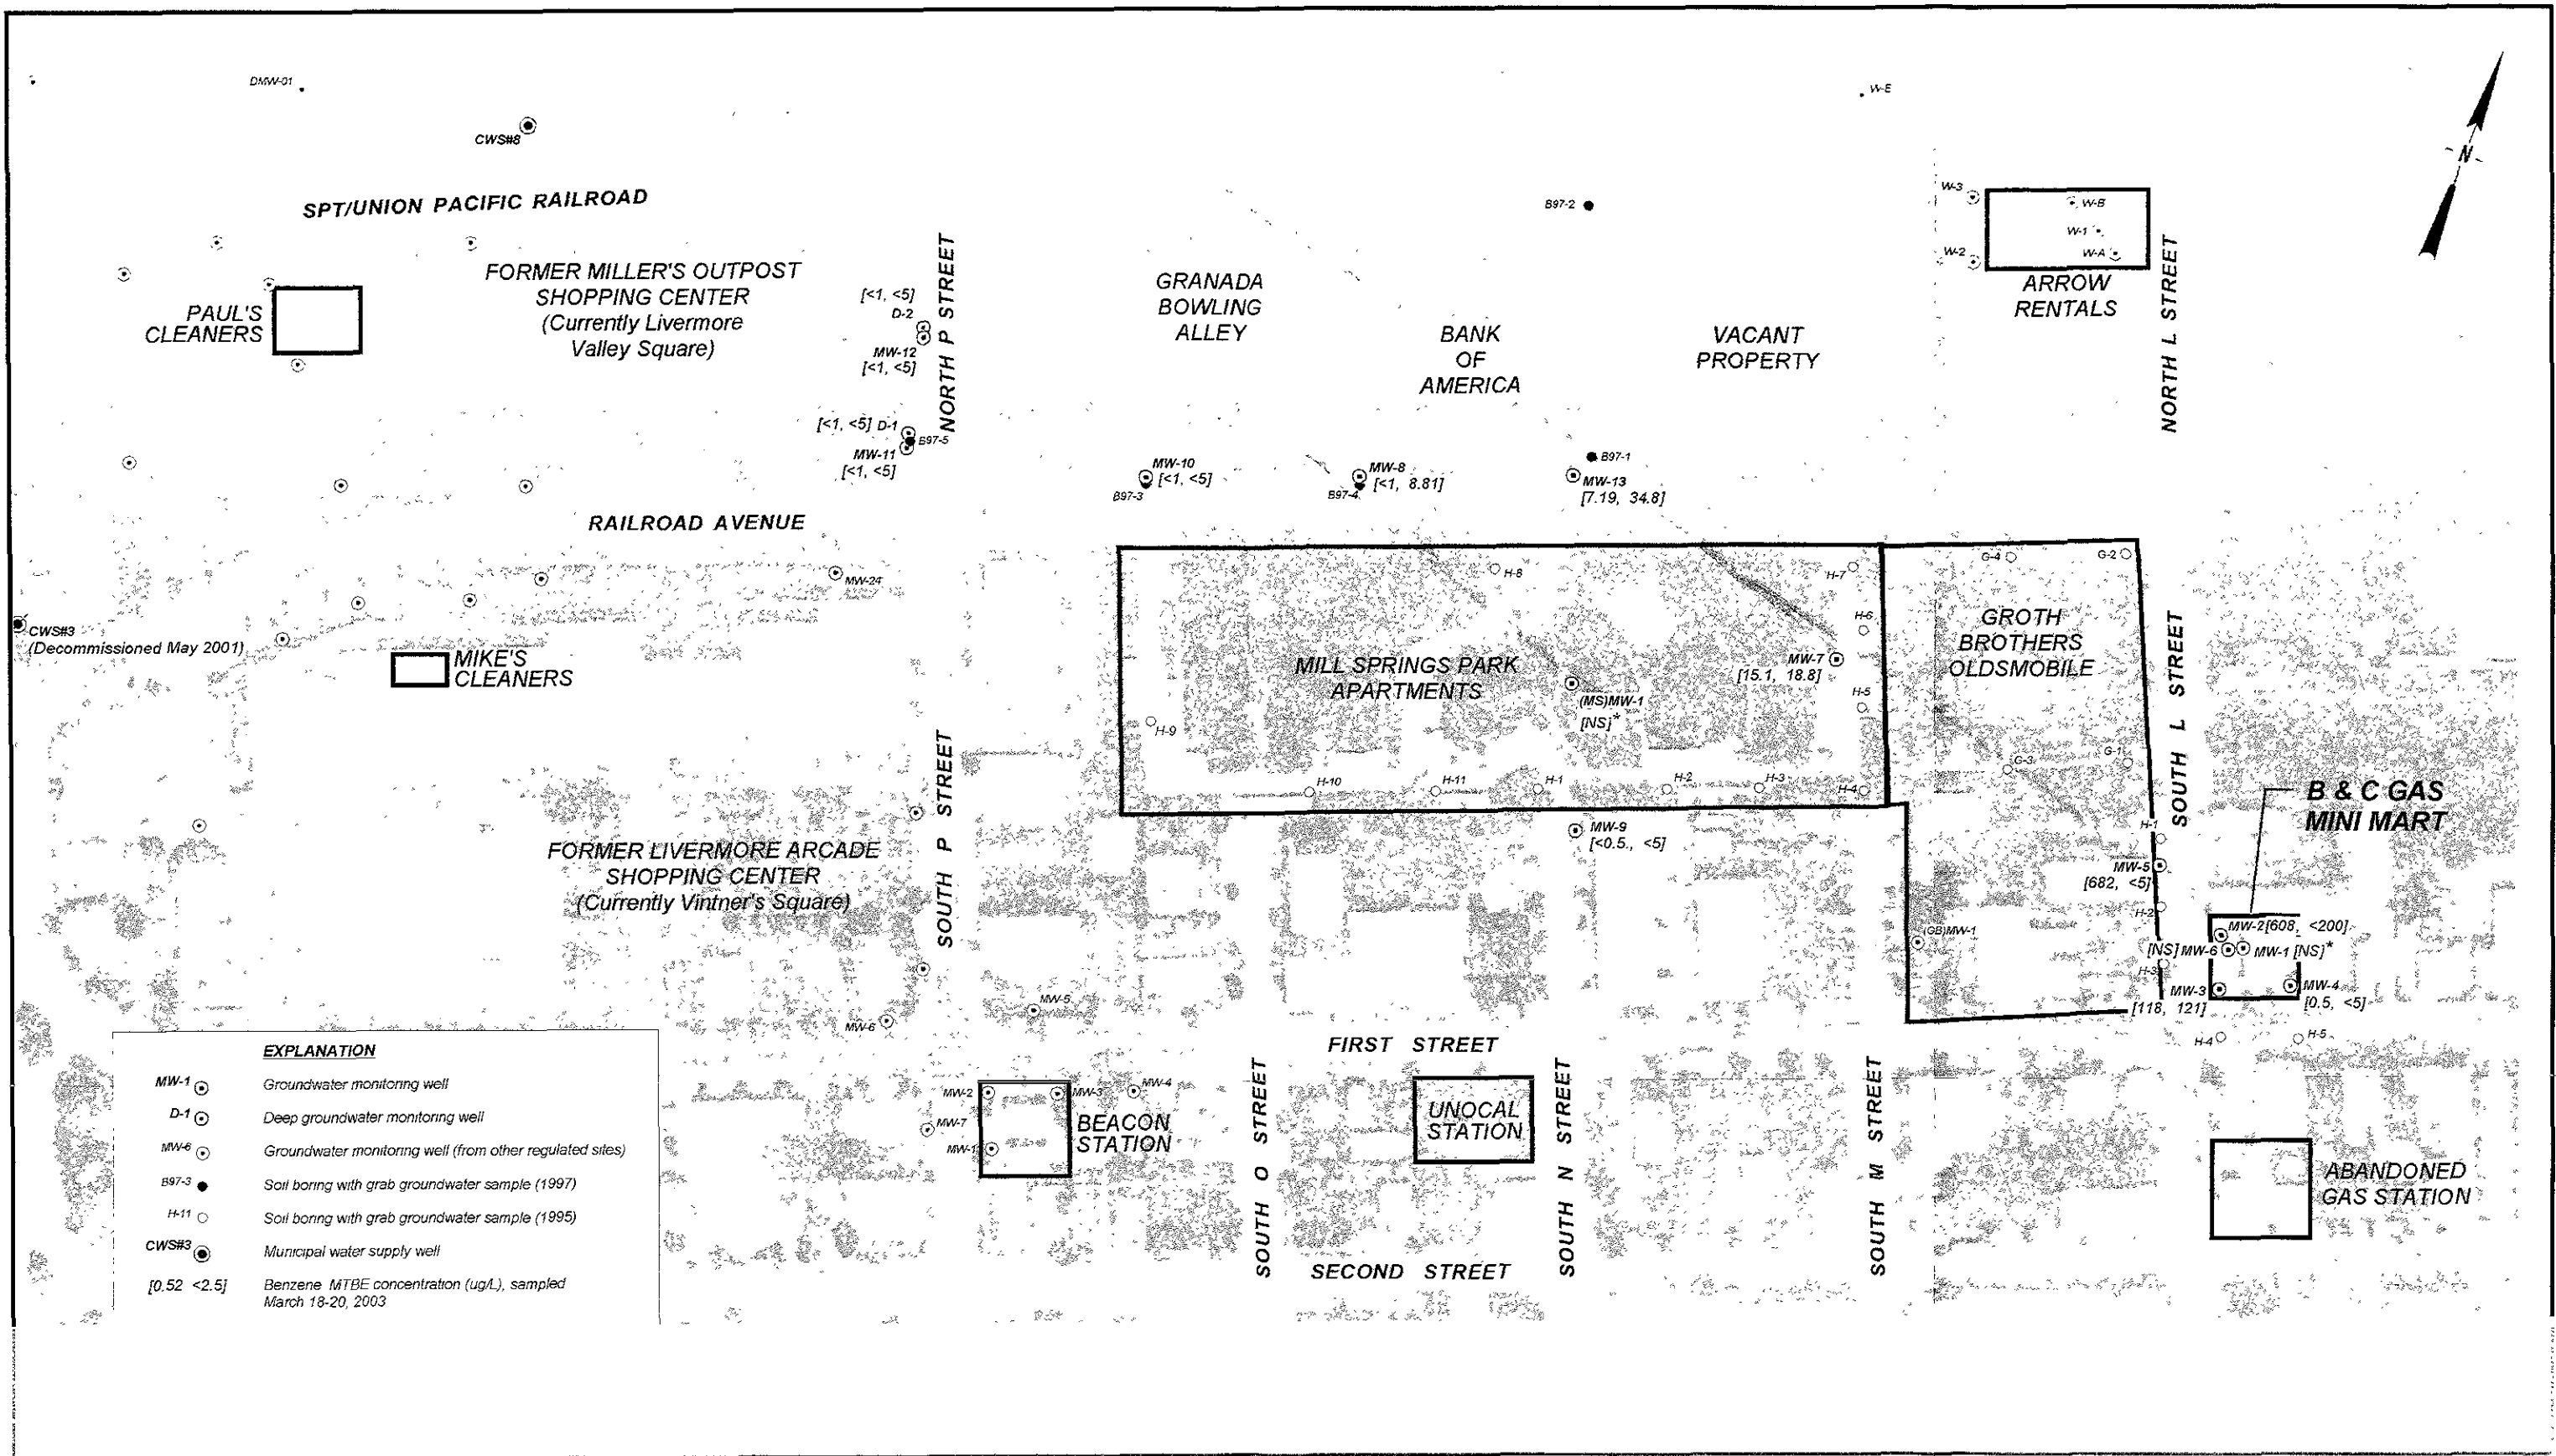 DMW-01
CWS#8
W-E
N
SPT/UNION PACIFIC RAILROAD
B97-2
W-3
W-B
W-1
W-2
W-A
ARROW
RENTALS
NORTH L STREET
PAUL'S
CLEANERS
FORMER MILLER'S OUTPOST
SHOPPING CENTER
(Currently Livermore
Valley Square)
[<1, <5]
D-2
MW-12
[<1, <5]
NORTH P STREET
GRANADA
BOWLING
ALLEY
BANK
OF
AMERICA
VACANT
PROPERTY
[<1, <5] D-1
B97-5
MW-11
[<1, <5]
MW-10
[<1, <5]
B97-3
MW-8
[<1, 8.81]
B97-4
B97-1
MW-13
[7.19, 34.8]
RAILROAD AVENUE
MW-24
CWS#3
(Decommissioned May 2001)
MIKE'S
CLEANERS
H-8
H-7
H-6
MILL SPRINGS PARK
APARTMENTS
MW-7
[15.1, 18.8]
(MS)MW-1
[NS]*
H-5
H-9
H-10
H-11
H-1
H-2
H-3
H-4
G-4
G-2
GROTH
BROTHERS
OLDSMOBILE
G-3
G-1
SOUTH L STREET
B & C GAS
MINI MART
SOUTH P STREET
FORMER LIVERMORE ARCADE
SHOPPING CENTER
(Currently Vintner's Square)
MW-9
[<0.5., <5]
H-1
MW-5
[682, <5]
H-2
(GB)MW-1
MW-2[608, <200]
[NS]MW-6
MW-1 [NS]*
H-3
MW-3
[118, 121]
MW-4
[0.5, <5]
H-4
H-5
MW-5
MW-6
FIRST STREET
MW-2
MW-3
MW-4
MW-7
MW-1
BEACON
STATION
SOUTH O STREET
UNOCAL
STATION
SOUTH N STREET
SOUTH M STREET
ABANDONED
GAS STATION
SECOND STREET
EXPLANATION
MW-1 Groundwater monitoring well
D-1 Deep groundwater monitoring well
MW-6 Groundwater monitoring well (from other regulated sites)
B97-3 Soil boring with grab groundwater sample (1997)
H-11 Soil boring with grab groundwater sample (1995)
CWS#3 Municipal water supply well
[0.52 <2.5] Benzene MTBE concentration (ug/L), sampled
March 18-20, 2003